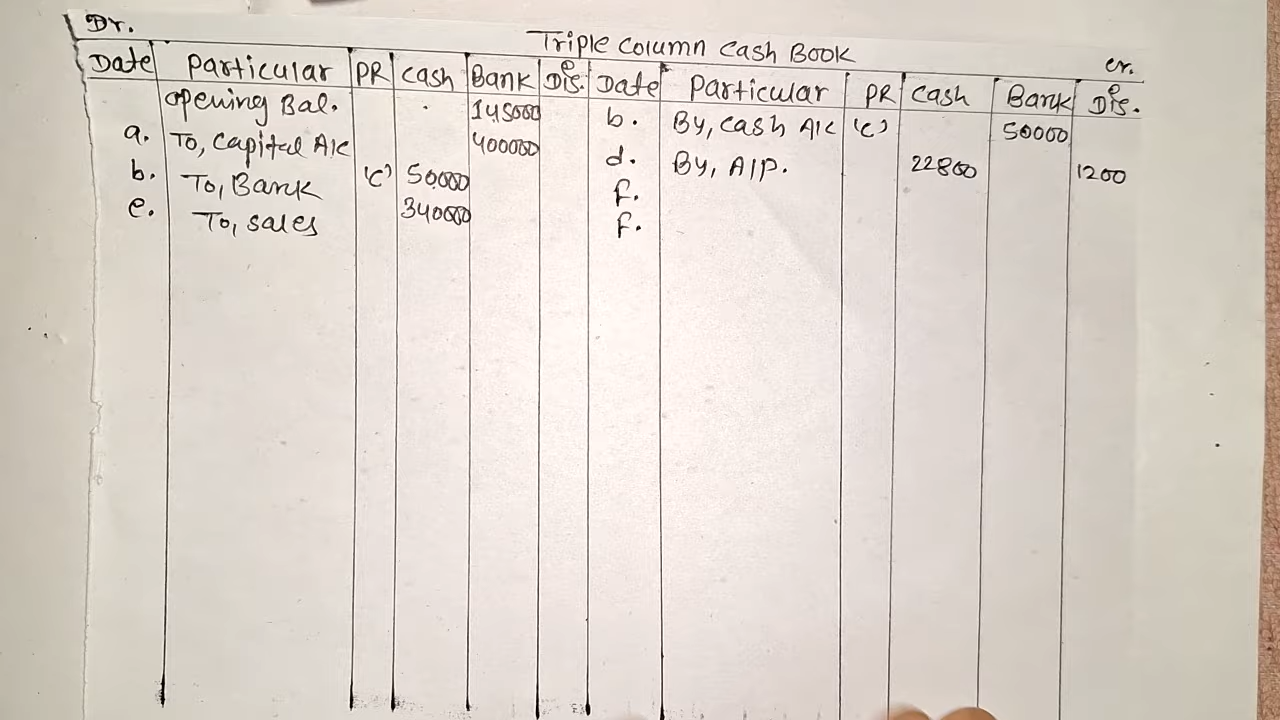 Dr.
Triple Column Cash Book
cr.
Date Particular PR Cash Bank Dis. Date Particular PR Cash Bank Dis.
opening Bal. 145000 b. By, Cash A/c 'C' 50000
a. To, Capital A/c 400000 d. By, A/P. 22800 1200
b. To, Bank 'C' 50000 f.
e. To, sales 340000 f.